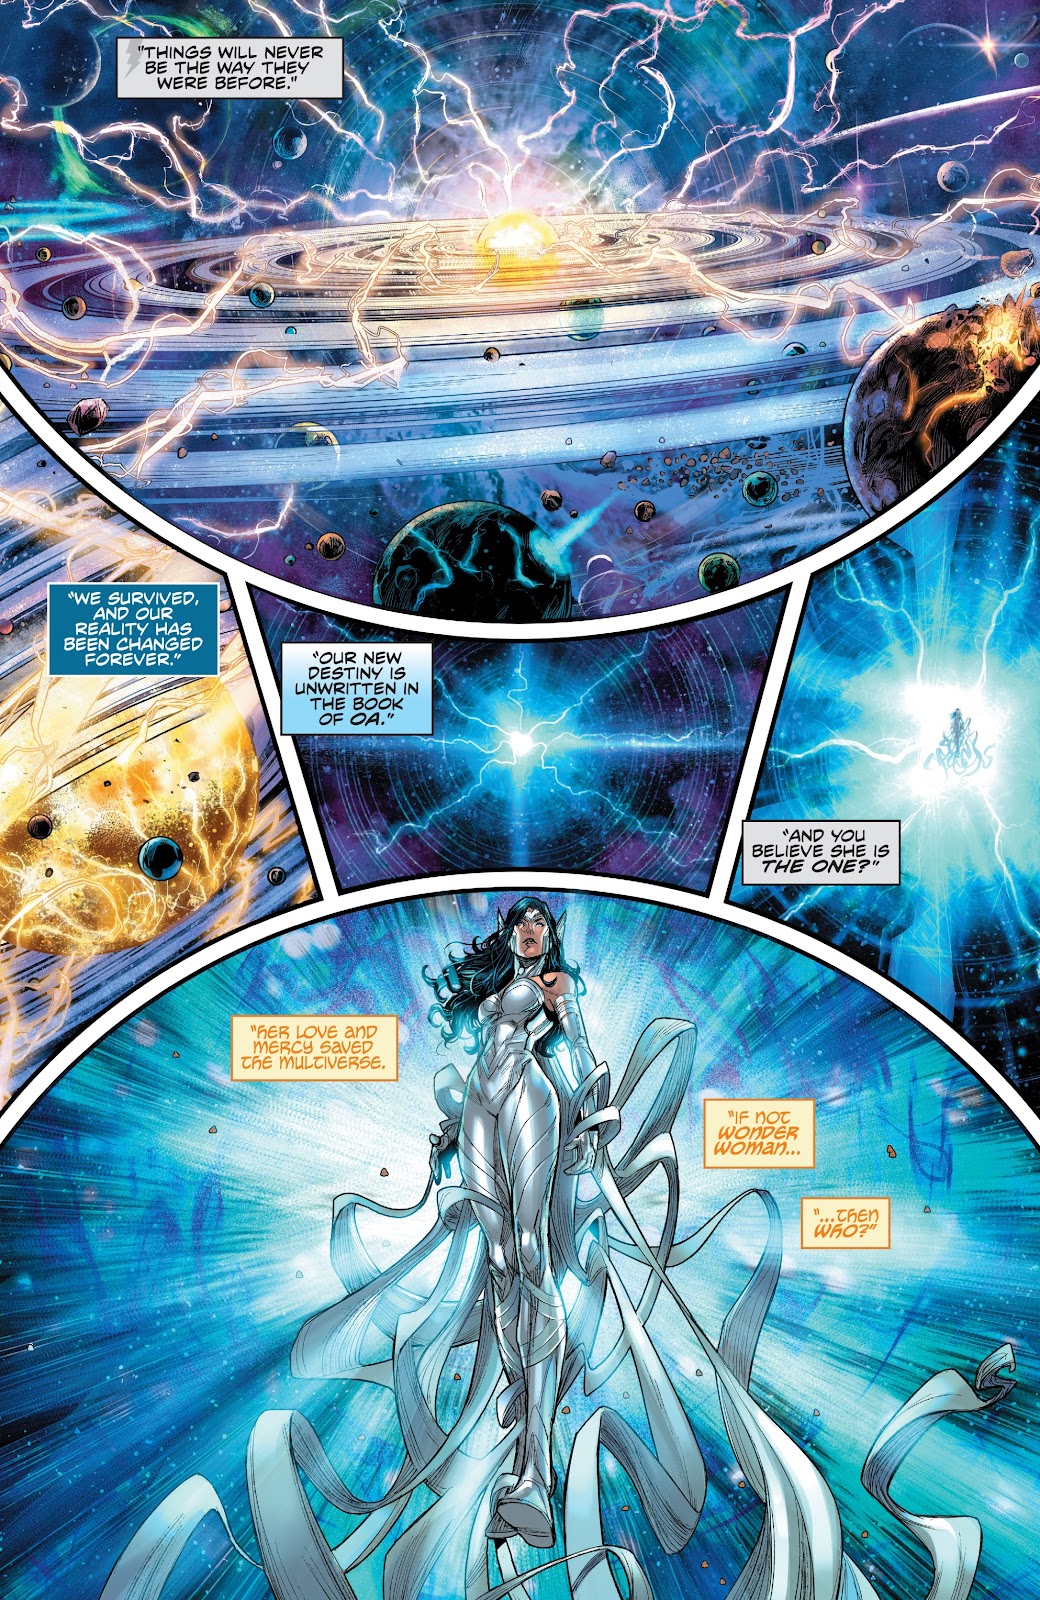 "THINGS WILL NEVER
BE THE WAY THEY
WERE BEFORE."
"WE SURVIVED,
AND OUR
REALITY HAS
BEEN CHANGED
FOREVER."
"OUR NEW
DESTINY IS
UNWRITTEN IN
THE BOOK
OF OA."
"AND YOU
BELIEVE SHE IS
THE ONE?"
"HER LOVE AND
MERCY SAVED
THE MULTIVERSE.
"IF NOT
WONDER
WOMAN...
"...THEN
WHO?"